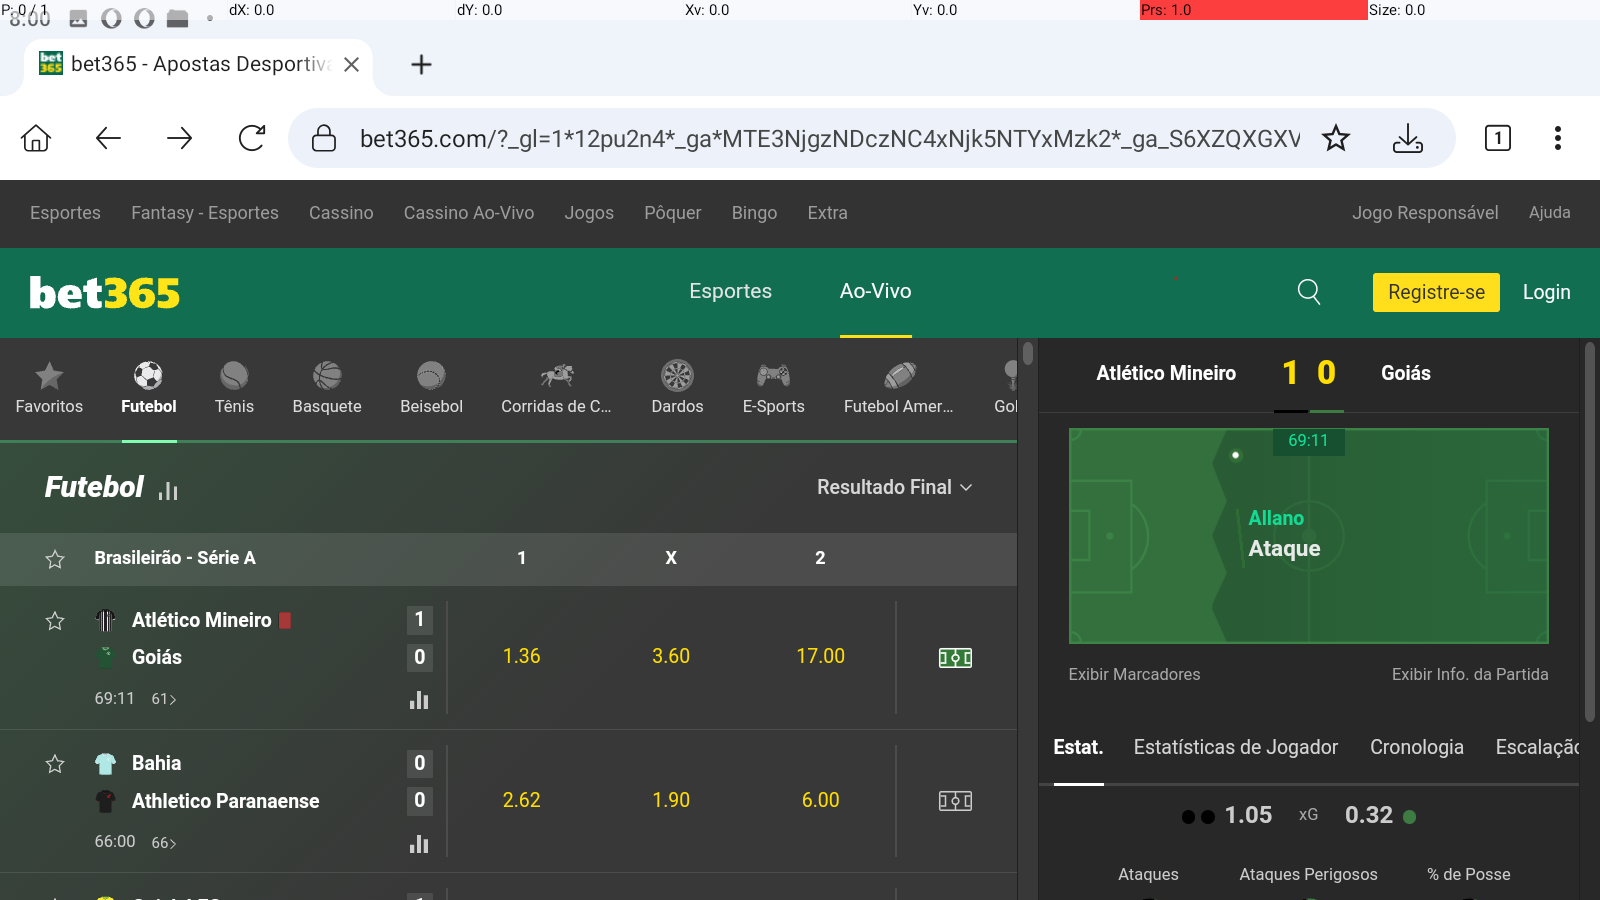 P: 0 / 1 dX: 0.0 dY: 0.0 Xv: 0.0 Yv: 0.0 Prs: 1.0 Size: 0.0
8:00
bet365 - Apostas Desportiva
bet365.com/?_gl=1*12pu2n4*_ga*MTE3NjgzNDczNC4xNjk5NTYxMzk2*_ga_S6XZQXGXV 1
Esportes Fantasy - Esportes Cassino Cassino Ao-Vivo Jogos Pôquer Bingo Extra Jogo Responsável Ajuda
bet365 Esportes Ao-Vivo Registre-se Login
Favoritos Futebol Tênis Basquete Beisebol Corridas de C... Dardos E-Sports Futebol Amer... Gol
Futebol Resultado Final
Brasileirão - Série A 1 X 2
Atlético Mineiro 1
Goiás 0
1.36 3.60 17.00
69:11 61>
Bahia 0
Athletico Paranaense 0
2.62 1.90 6.00
66:00 66>
Atlético Mineiro 1 0 Goiás
69:11
Allano
Ataque
Exibir Marcadores Exibir Info. da Partida
Estat. Estatísticas de Jogador Cronologia Escalação
1.05 xG 0.32
Ataques Ataques Perigosos % de Posse